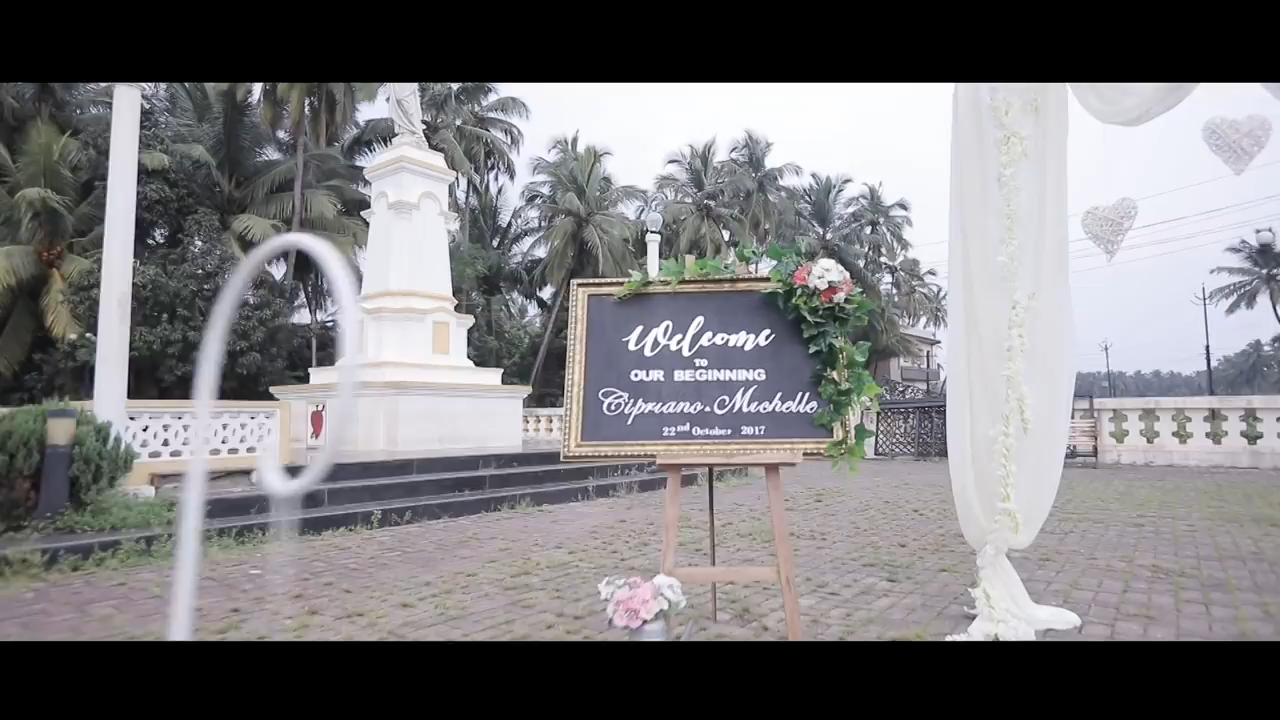 Welcome
TO
OUR BEGINNING
Cipriano & Michelle
22nd October 2017